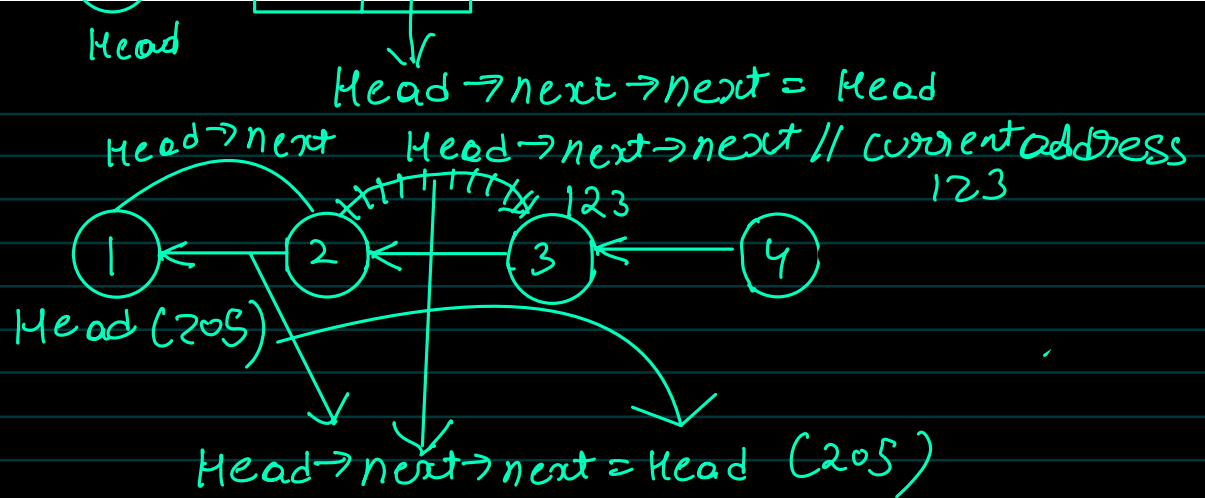 Head
Head→next→next = Head
Head→next Head→next→next // current address
123 123
1 2 3 4
Head (205)
Head→next→next = Head (205)